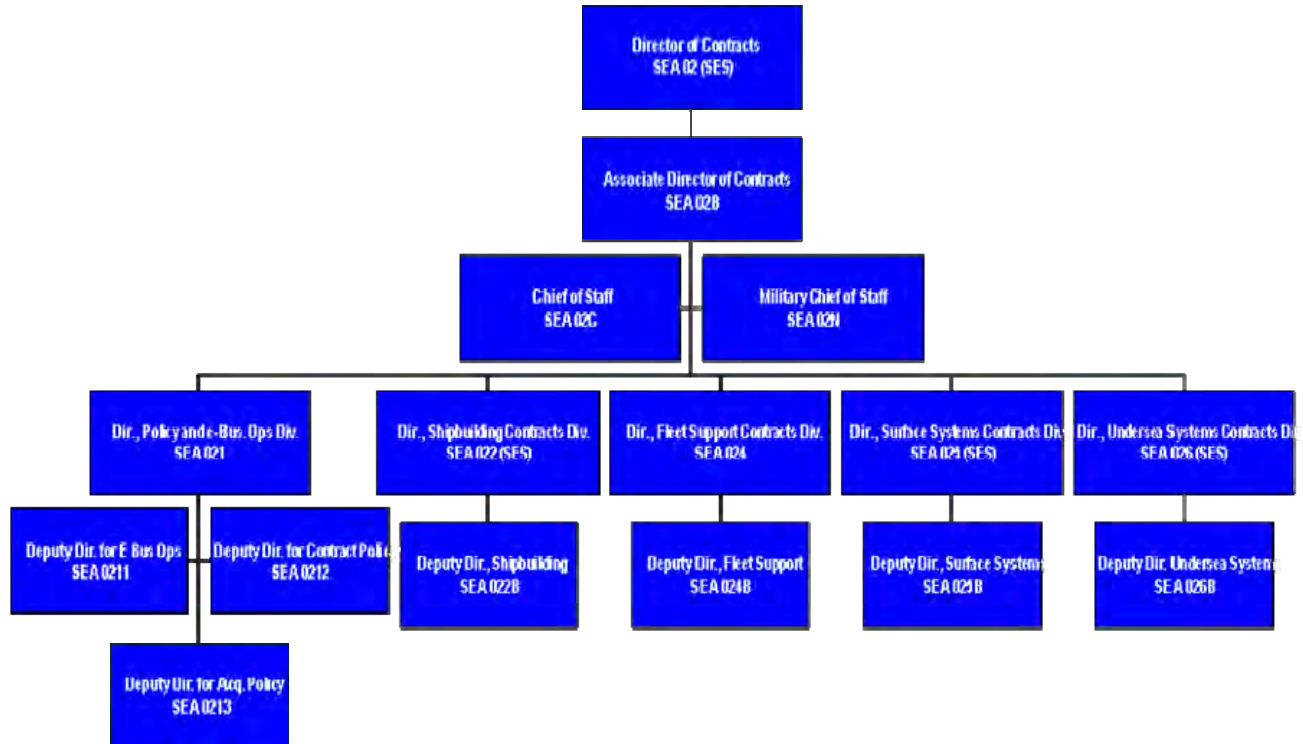 Director of Contracts
SEA 02 (SES)
Associate Director of Contracts
SEA 02B
Chief of Staff
SEA 02C
Military Chief of Staff
SEA 02N
Dir., Policy and e-Bus. Ops Div.
SEA 021
Dir., Shipbuilding Contracts Div.
SEA 022 (SES)
Dir., Fleet Support Contracts Div.
SEA 024
Dir., Surface Systems Contracts Div
SEA 025 (SES)
Dir., Undersea Systems Contracts Di
SEA 026 (SES)
Deputy Dir. for E Bus Ops
SEA 0211
Deputy Dir. for Contract Policy
SEA 0212
Deputy Dir., Shipbuilding
SEA 022B
Deputy Dir., Fleet Support
SEA 024B
Deputy Dir., Surface Systems
SEA 025B
Deputy Dir. Undersea Systems
SEA 026B
Deputy Dir. for Acq. Policy
SEA 0213